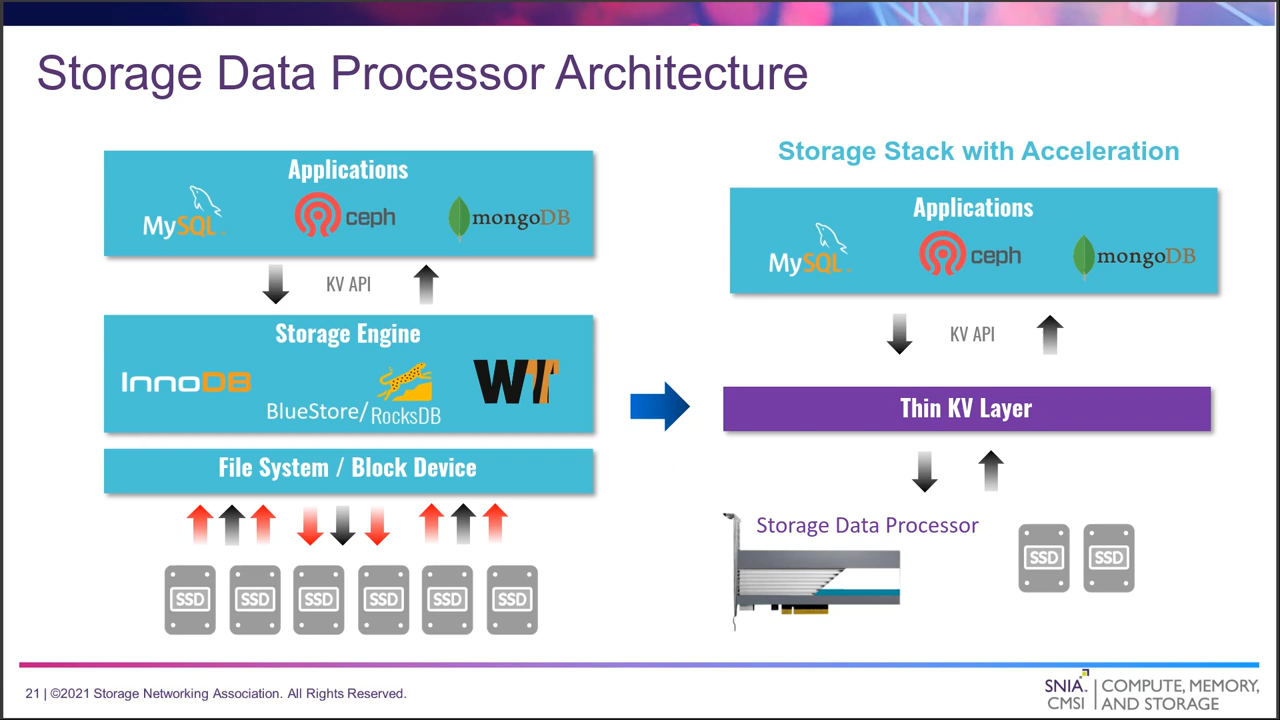 Storage Data Processor Architecture
Applications
MySQL
ceph
mongoDB
KV API
Storage Engine
InnoDB
BlueStore/ RocksDB
WT
File System / Block Device
SSD SSD SSD SSD SSD SSD
Storage Stack with Acceleration
Applications
MySQL
ceph
mongoDB
KV API
Thin KV Layer
Storage Data Processor
SSD SSD
21 | ©2021 Storage Networking Association. All Rights Reserved.
SNIA. | COMPUTE, MEMORY,
CMSI | AND STORAGE